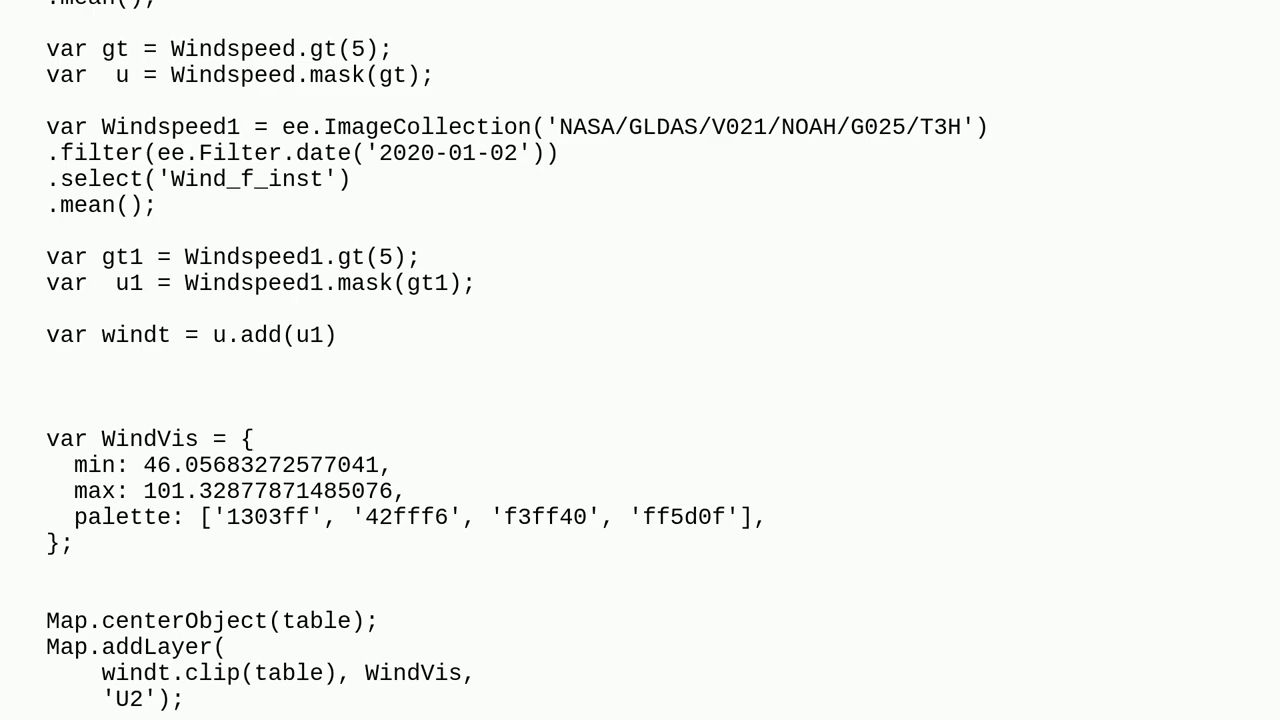 .mean();
var gt = Windspeed.gt(5);
var  u = Windspeed.mask(gt);
var Windspeed1 = ee.ImageCollection('NASA/GLDAS/V021/NOAH/G025/T3H')
.filter(ee.Filter.date('2020-01-02'))
.select('Wind_f_inst')
.mean();
var gt1 = Windspeed1.gt(5);
var  u1 = Windspeed1.mask(gt1);
var windt = u.add(u1)
var WindVis = {
  min: 46.05683272577041,
  max: 101.32877871485076,
  palette: ['1303ff', '42fff6', 'f3ff40', 'ff5d0f'],
};
Map.centerObject(table);
Map.addLayer(
    windt.clip(table), WindVis,
    'U2');